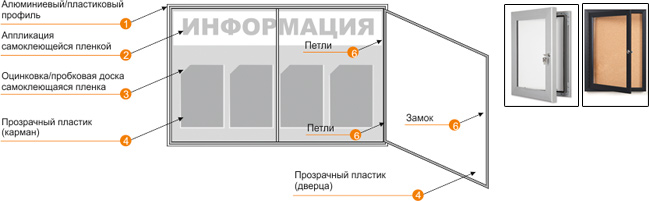 Алюминиевый/пластиковый
профиль
1
ИНФОРМАЦИЯ
Аппликация
самоклеющейся пленкой
2
Петли
6
Оцинковка/пробковая доска
самоклеющаяся пленка
3
Прозрачный пластик
(карман)
4
Петли
6
Замок
6
Прозрачный пластик
(дверца)
4